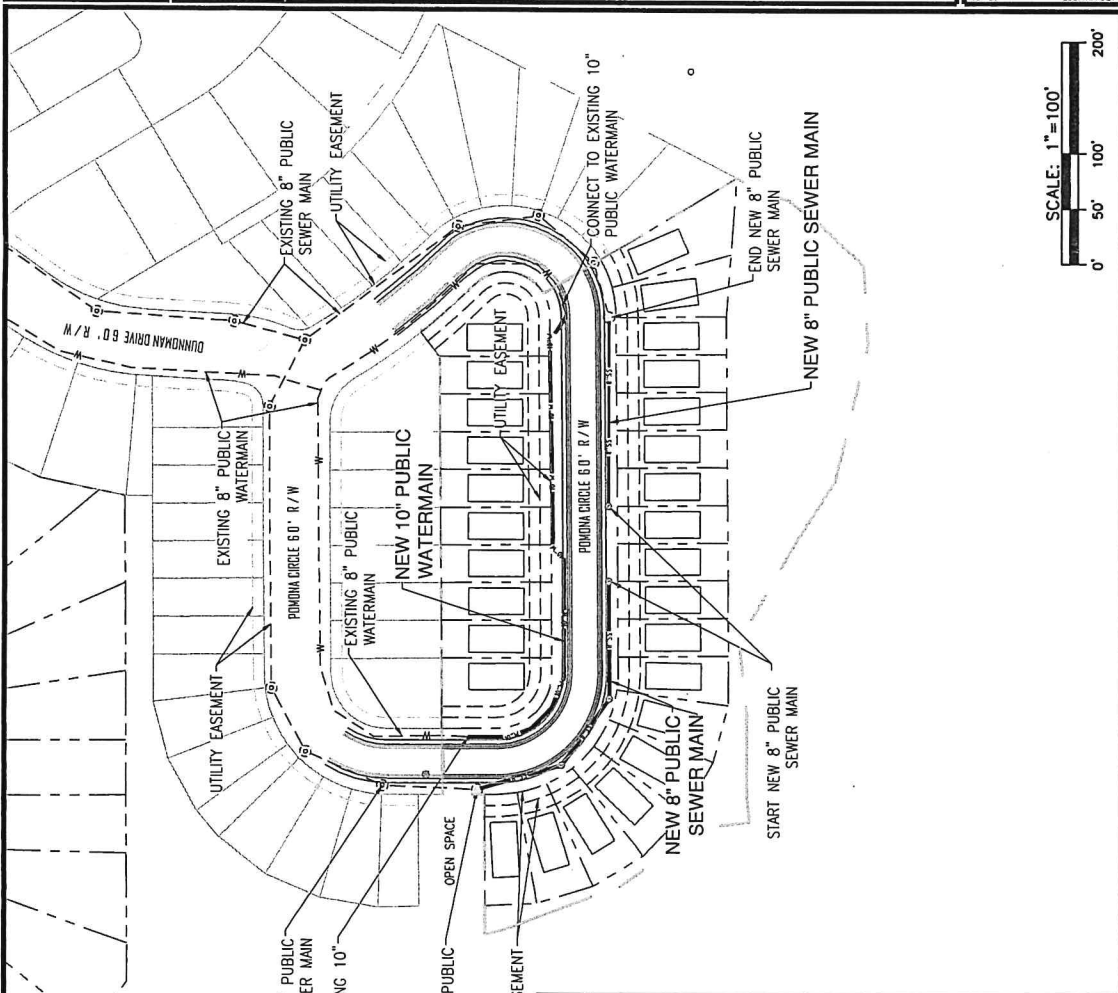 SCALE: 1"=100'
0'
50'
100'
200'
UTILITY EASEMENT
EXISTING 8" PUBLIC
SEWER MAIN
DUNNOMAN DRIVE 60' R/W
CONNECT TO EXISTING 10"
PUBLIC WATERMAIN
END NEW 8" PUBLIC
SEWER MAIN
NEW 8" PUBLIC SEWER MAIN
UTILITY EASEMENT
EXISTING 8" PUBLIC
WATERMAIN
POMONA CIRCLE 60' R/W
NEW 10" PUBLIC
WATERMAIN
EXISTING 8" PUBLIC
WATERMAIN
POMONA CIRCLE 60' R/W
UTILITY EASEMENT
START NEW 8" PUBLIC
SEWER MAIN
NEW 8" PUBLIC
SEWER MAIN
OPEN SPACE
PUBLIC
ER MAIN
NG 10"
PUBLIC
SEMENT
W
W
W
W
W
W
W
W